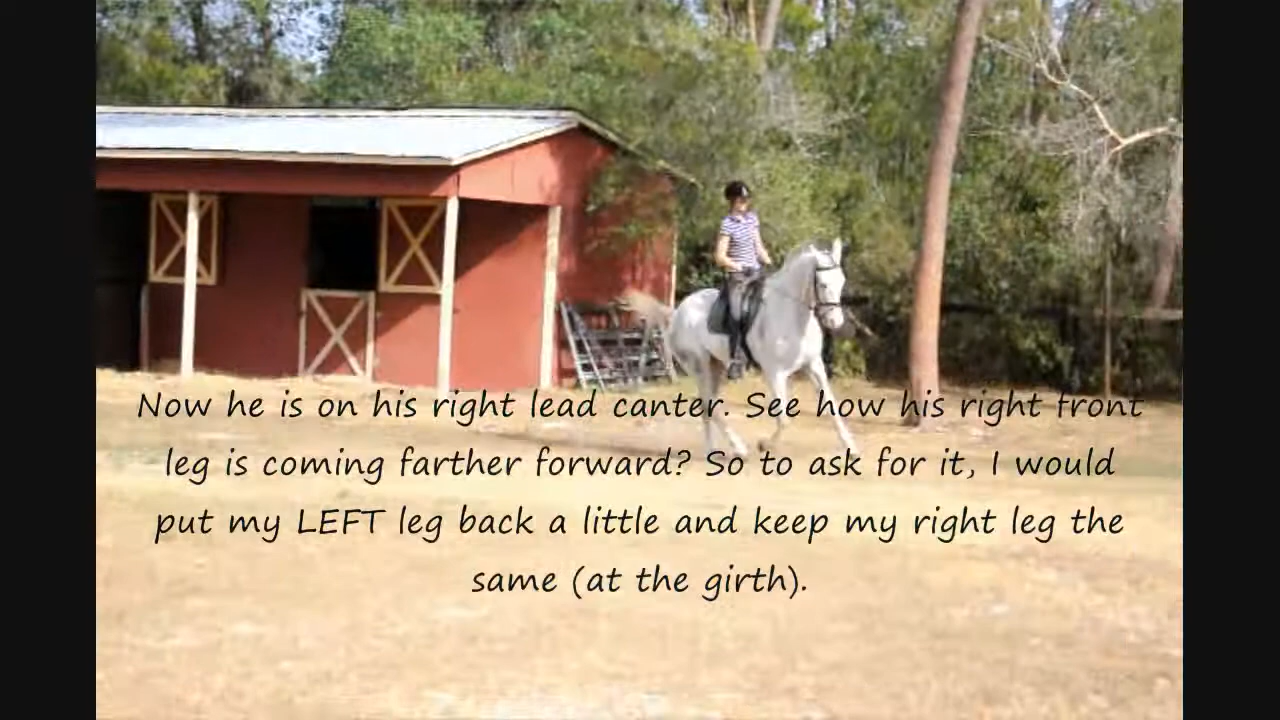 Now he is on his right lead canter. See how his right front
leg is coming farther forward? So to ask for it, I would
put my LEFT leg back a little and keep my right leg the
same (at the girth).